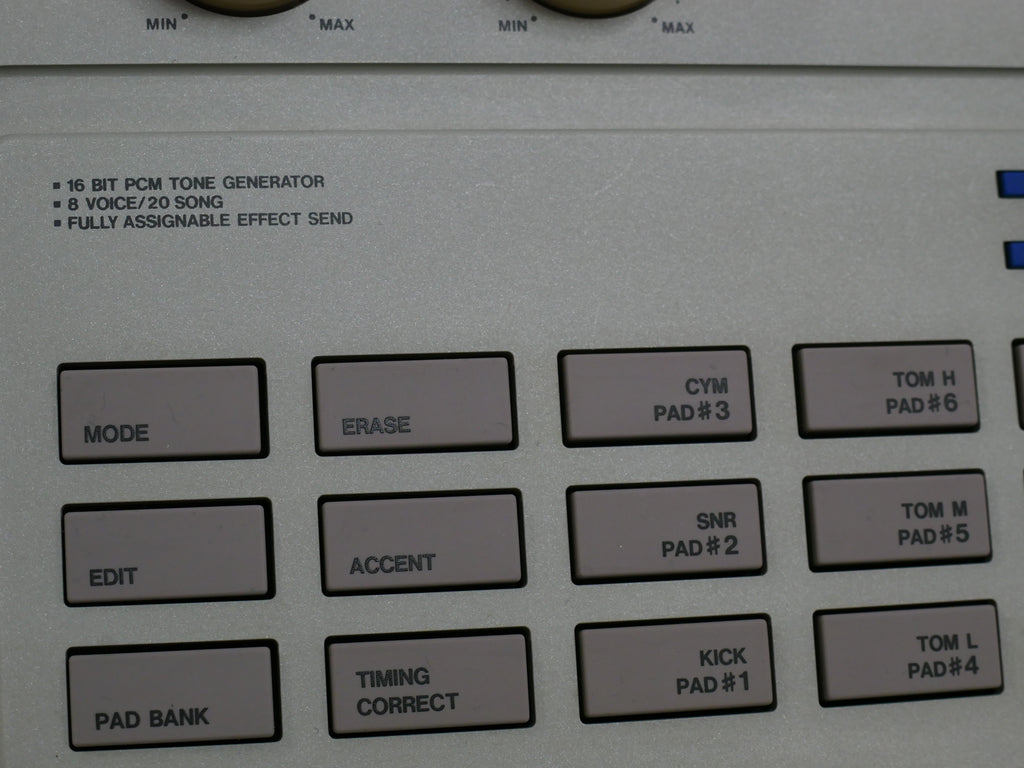 MIN MAX MIN MAX
16 BIT PCM TONE GENERATOR
8 VOICE/20 SONG
FULLY ASSIGNABLE EFFECT SEND
MODE
ERASE
CYM
PAD#3
TOM H
PAD#6
EDIT
ACCENT
SNR
PAD#2
TOM M
PAD#5
PAD BANK
TIMING
CORRECT
KICK
PAD#1
TOM L
PAD#4